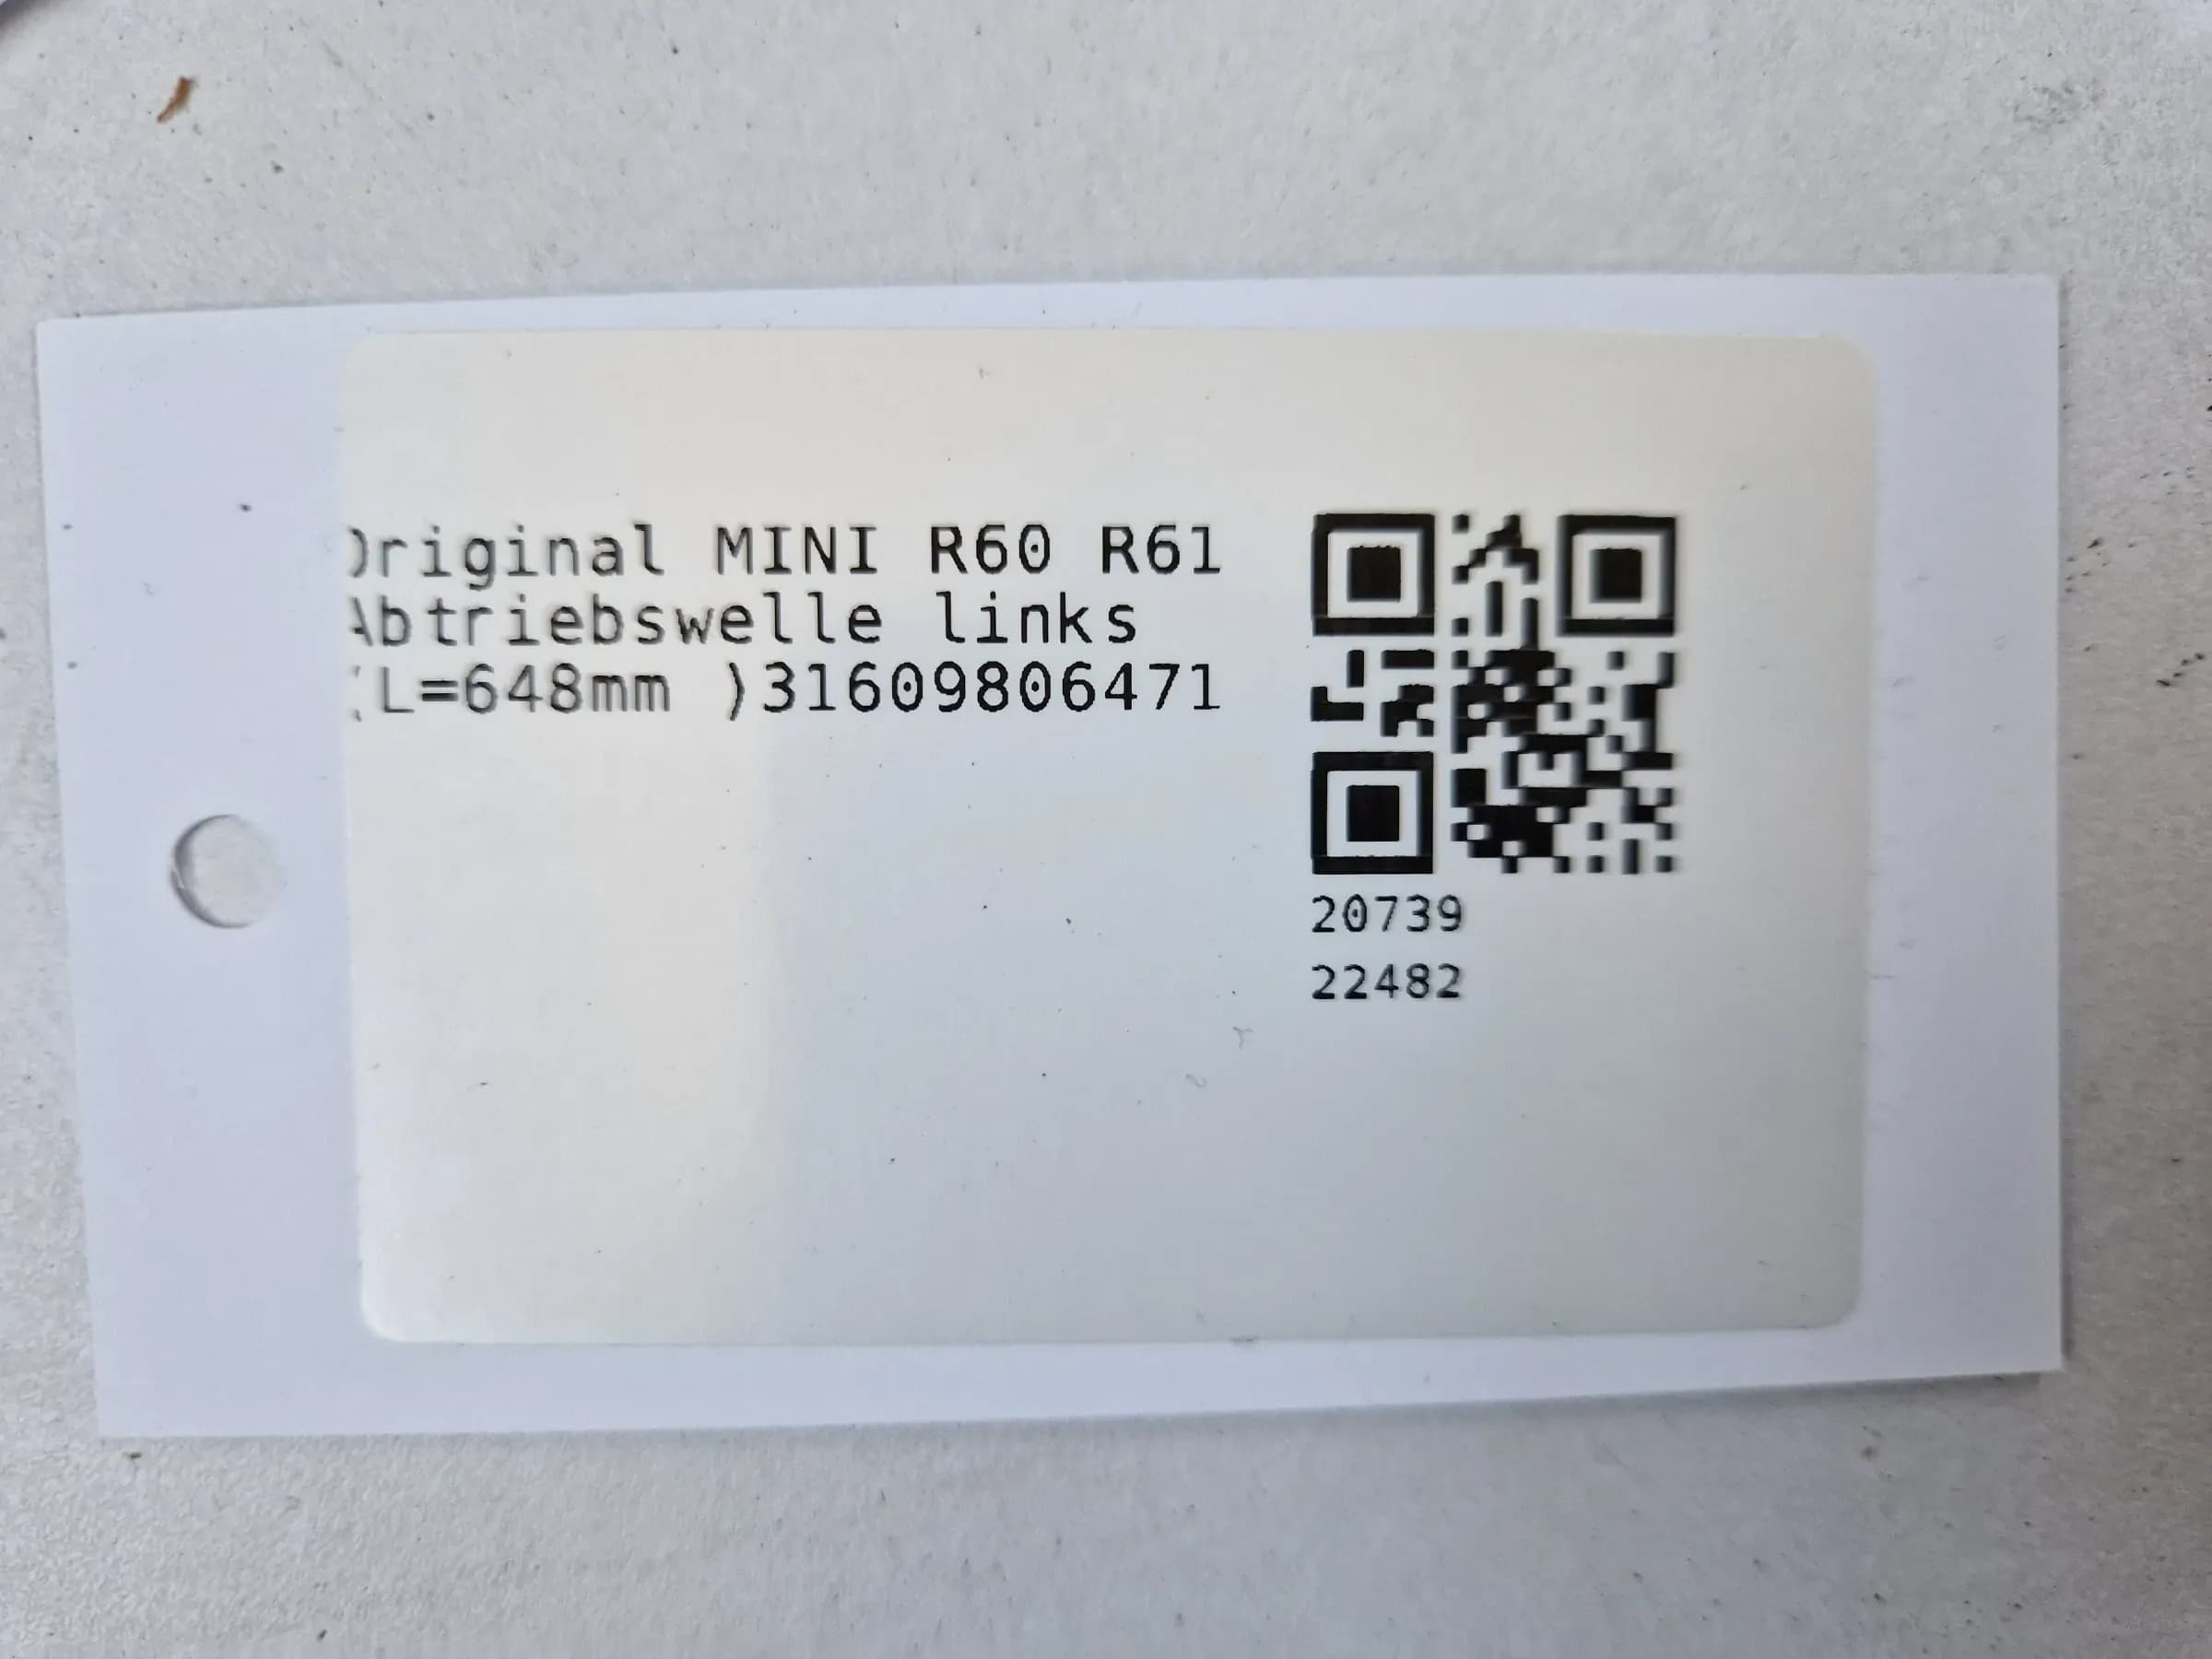 Original MINI R60 R61
Abtriebswelle links
(L=648mm )31609806471
20739
22482